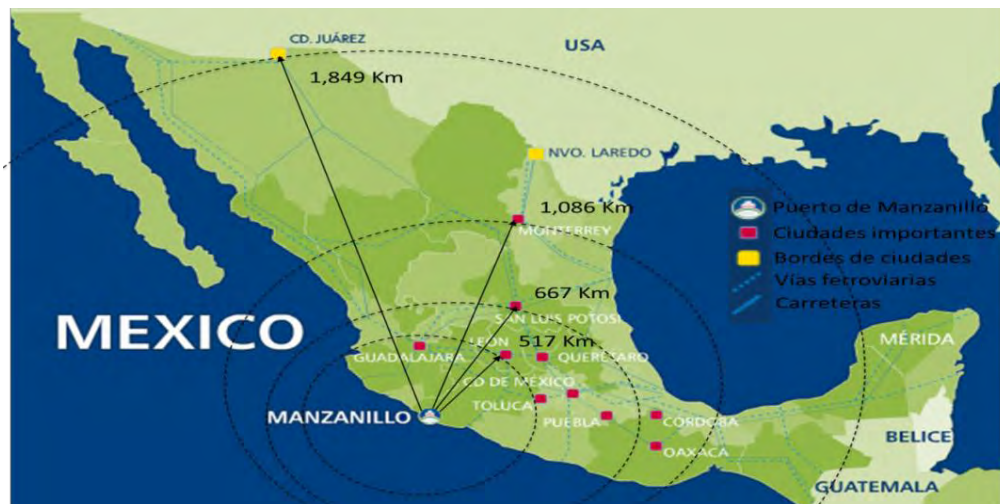 CD. JUÁREZ
USA
1,849 Km
NVO. LAREDO
1,086 Km
MONTERREY
Puerto de Manzanillo
Ciudades importantes
Bordes de ciudades
Vías ferroviarias
Carreteras
667 Km
SAN LUIS POTOSI
MEXICO
LEÓN
517 Km
GUADALAJARA
QUERÉTARO
MÉRIDA
CD DE MÉXICO
TOLUCA
MANZANILLO
PUEBLA
CÓRDOBA
OAXACA
BELICE
GUATEMALA